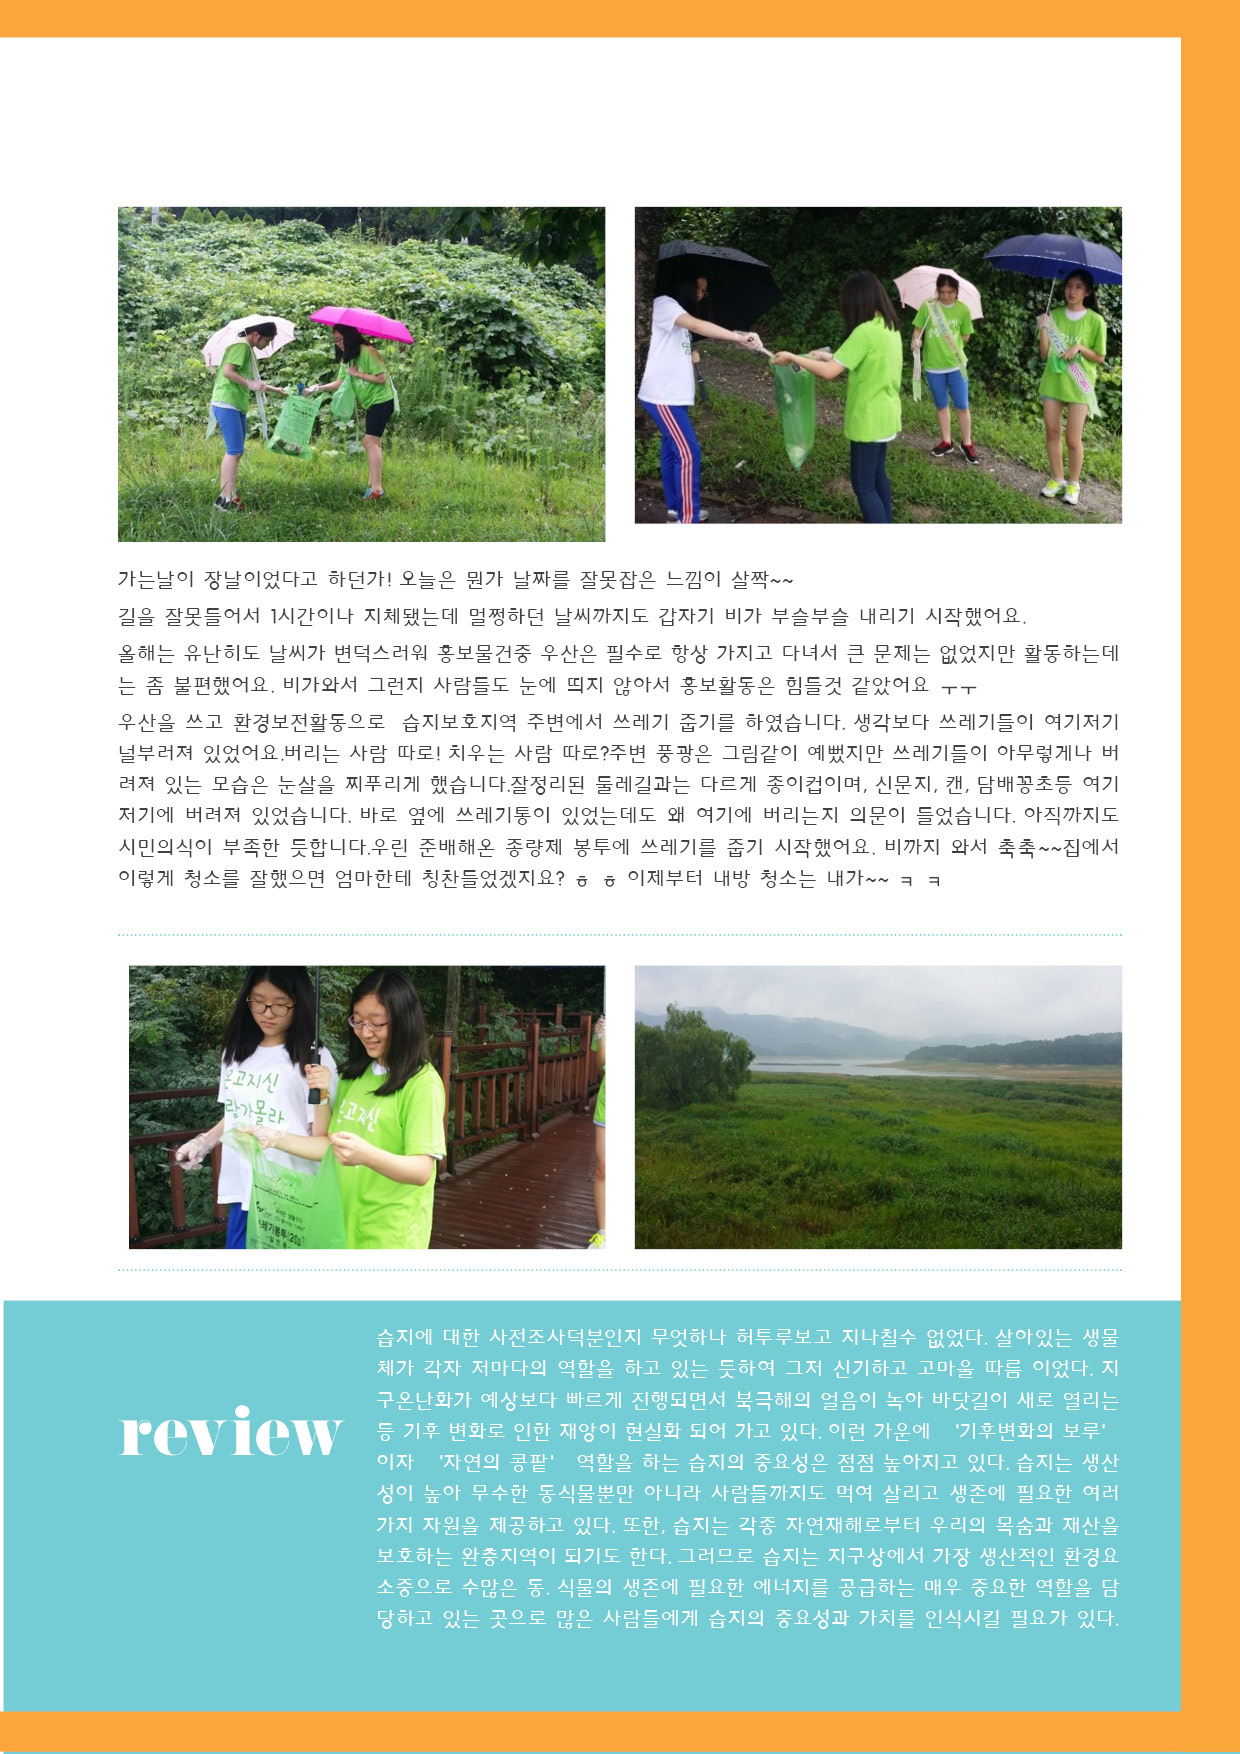 가는날이 장날이었다고 하던가! 오늘은 뭔가 날짜를 잘못잡은 느낌이 살짝~~
길을 잘못들어서 1시간이나 지체됐는데 멀쩡하던 날씨까지도 갑자기 비가 부슬부슬 내리기 시작했어요.
올해는 유난히도 날씨가 변덕스러워 홍보물건중 우산은 필수로 항상 가지고 다녀서 큰 문제는 없었지만 활동하는데
는 좀 불편했어요. 비가와서 그런지 사람들도 눈에 띄지 않아서 홍보활동은 힘들것 같았어요 ㅜㅜ
우산을 쓰고 환경보전활동으로 습지보호지역 주변에서 쓰레기 줍기를 하였습니다. 생각보다 쓰레기들이 여기저기
널부러져 있었어요.버리는 사람 따로! 치우는 사람 따로?주변 풍광은 그림같이 예뻤지만 쓰레기들이 아무렇게나 버
려져 있는 모습은 눈살을 찌푸리게 했습니다.잘정리된 둘레길과는 다르게 종이컵이며, 신문지, 캔, 담배꽁초등 여기
저기에 버려져 있었습니다. 바로 옆에 쓰레기통이 있었는데도 왜 여기에 버리는지 의문이 들었습니다. 아직까지도
시민의식이 부족한 듯합니다.우린 준배해온 종량제 봉투에 쓰레기를 줍기 시작했어요. 비까지 와서 축축~~집에서
이렇게 청소를 잘했으면 엄마한테 칭찬들었겠지요? ㅎ ㅎ 이제부터 내방 청소는 내가~~ ㅋ ㅋ
온고지신
랑가몰라
온고지신
쓰레기봉투(20ℓ)
review
습지에 대한 사전조사덕분인지 무엇하나 허투루보고 지나칠수 없었다. 살아있는 생물
체가 각자 저마다의 역할을 하고 있는 듯하여 그저 신기하고 고마울 따름 이었다. 지
구온난화가 예상보다 빠르게 진행되면서 북극해의 얼음이 녹아 바닷길이 새로 열리는
등 기후 변화로 인한 재앙이 현실화 되어 가고 있다. 이런 가운에 '기후변화의 보루'
이자 '자연의 콩팥' 역할을 하는 습지의 중요성은 점점 높아지고 있다. 습지는 생산
성이 높아 무수한 동식물뿐만 아니라 사람들까지도 먹여 살리고 생존에 필요한 여러
가지 자원을 제공하고 있다. 또한, 습지는 각종 자연재해로부터 우리의 목숨과 재산을
보호하는 완충지역이 되기도 한다. 그러므로 습지는 지구상에서 가장 생산적인 환경요
소중으로 수많은 동. 식물의 생존에 필요한 에너지를 공급하는 매우 중요한 역할을 담
당하고 있는 곳으로 많은 사람들에게 습지의 중요성과 가치를 인식시킬 필요가 있다.